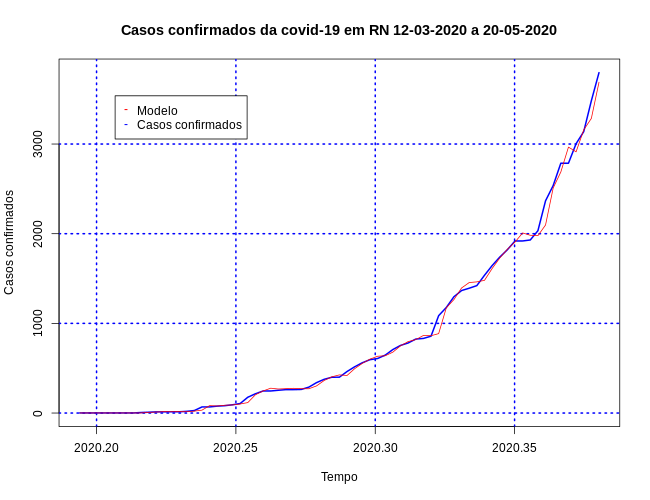 Casos confirmados da covid-19 em RN 12-03-2020 a 20-05-2020
- Modelo
- Casos confirmados
Casos confirmados
3000
2000
1000
0
2020.20 2020.25 2020.30 2020.35
Tempo